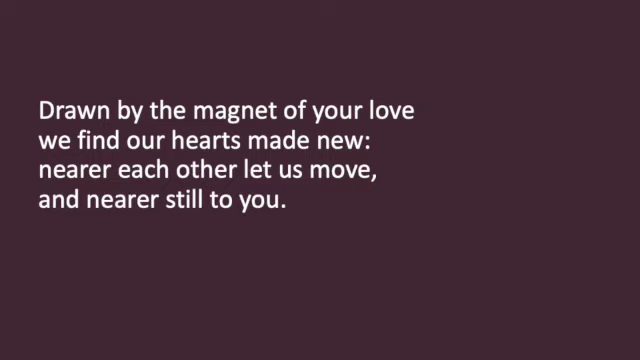 Drawn by the magnet of your love
we find our hearts made new:
nearer each other let us move,
and nearer still to you.